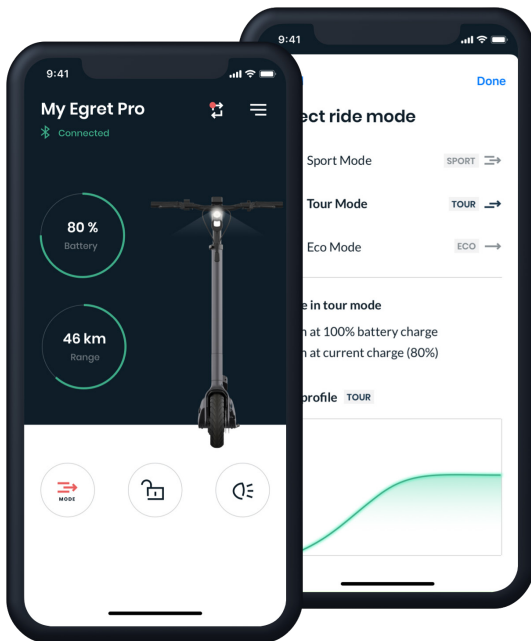 9:41
My Egret Pro
Connected
80 %
Battery
46 km
Range
MODE
9:41
Done
ect ride mode
Sport Mode
SPORT
Tour Mode
TOUR
Eco Mode
ECO
e in tour mode
at 100% battery charge
at current charge (80%)
profile TOUR